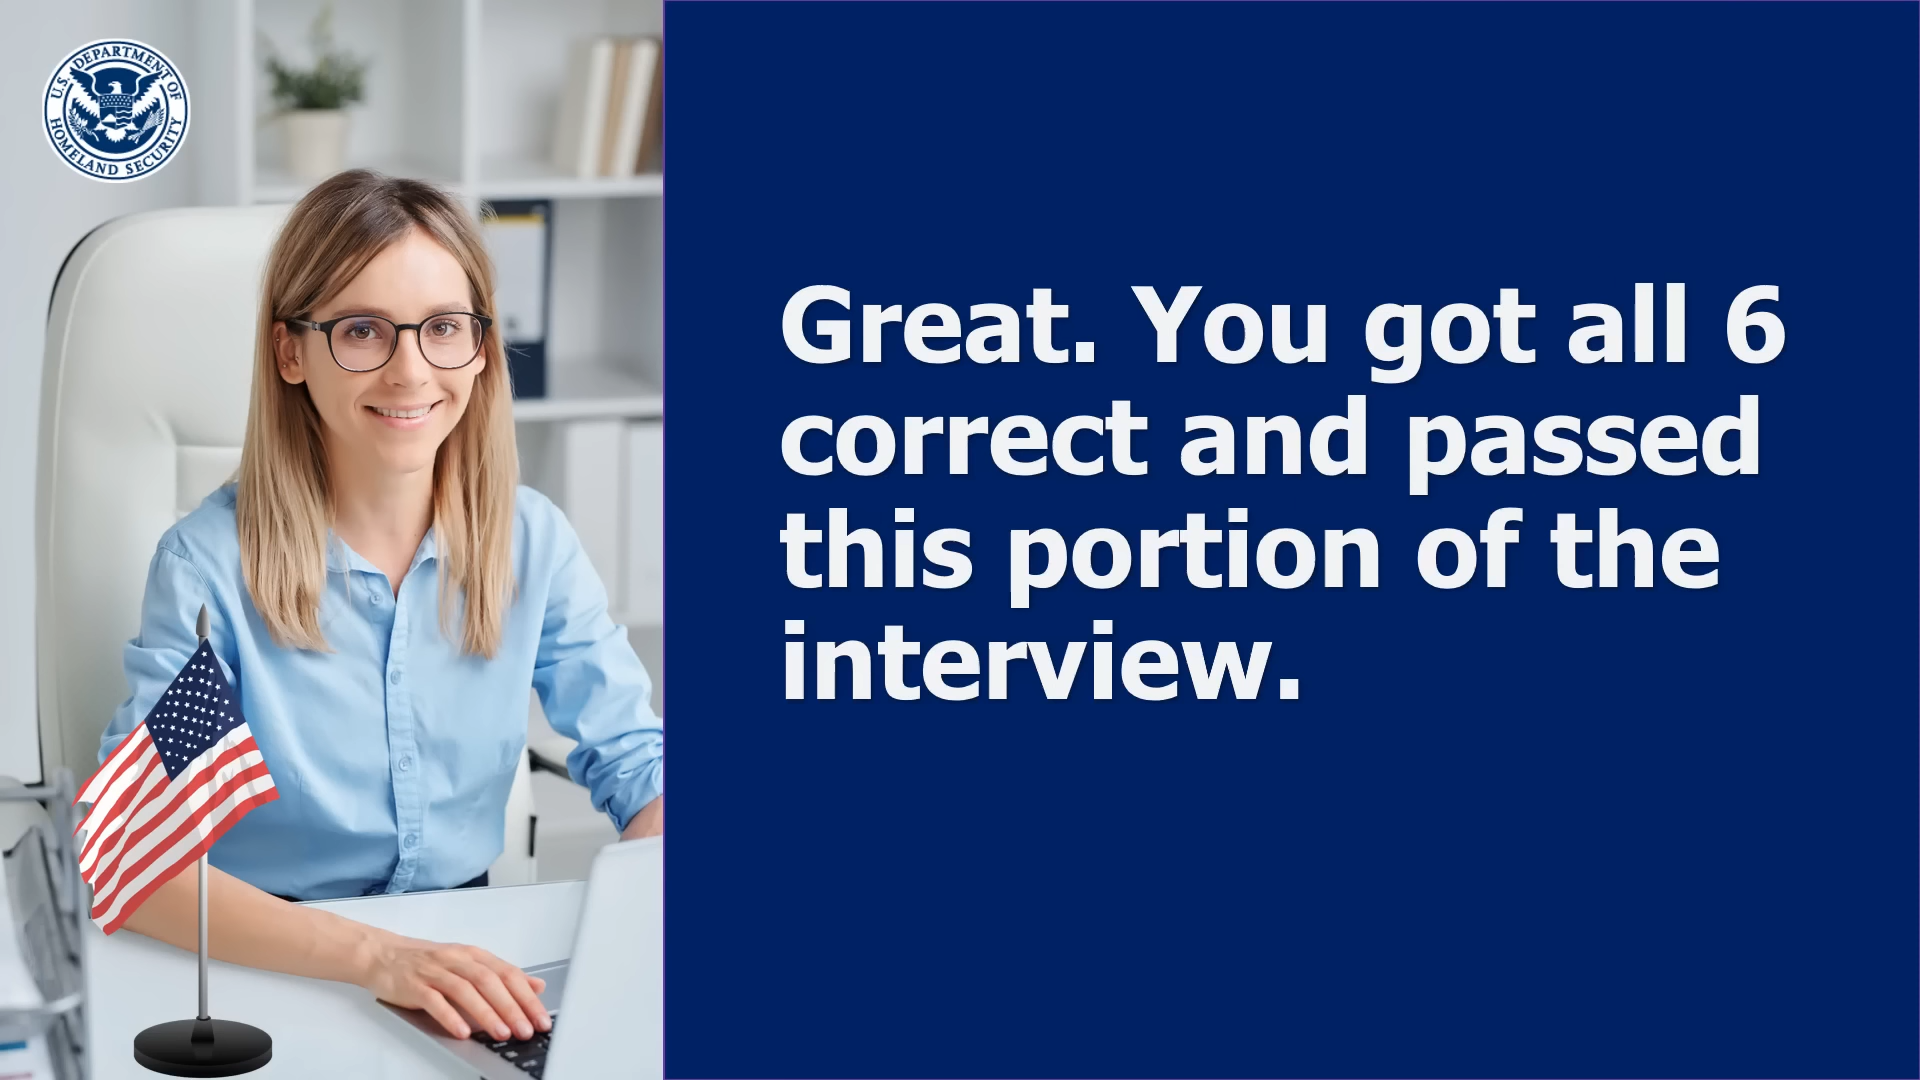 U.S. DEPARTMENT OF
HOMELAND SECURITY
Great. You got all 6
correct and passed
this portion of the
interview.